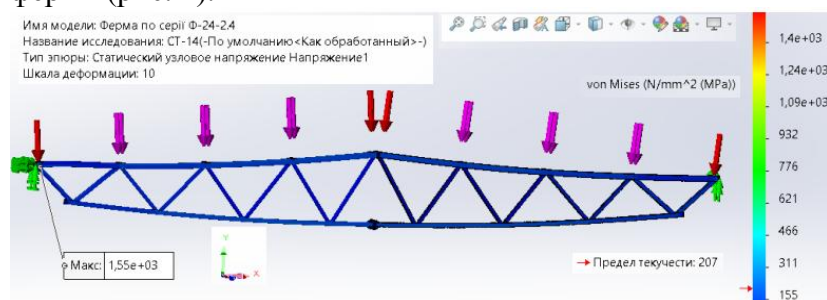 Имя модели: Ферма по серії Ф-24-2.4
Название исследования: СТ-14(-По умолчанию<Как обработанный>-)
Тип эпюры: Статический узловое напряжение Напряжение1
Шкала деформации: 10
von Mises (N/mm^2 (MPa))
1,4e+03
1,24e+03
1,09e+03
932
776
621
466
311
155
Макс: 1,55e+03
Предел текучести: 207
Y
X